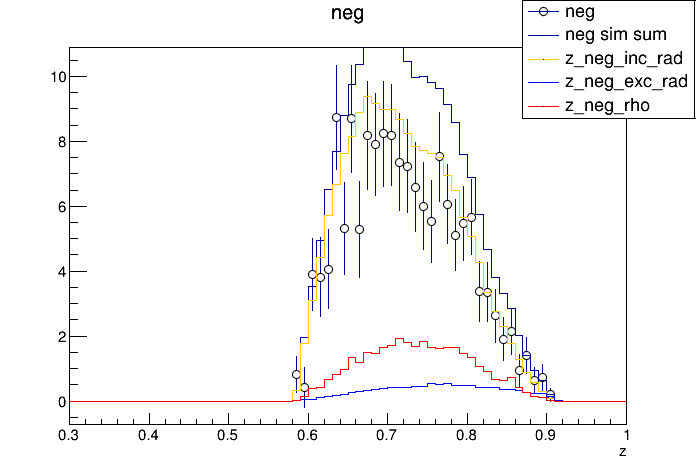 neg
neg
neg sim sum
z_neg_inc_rad
z_neg_exc_rad
z_neg_rho
10
8
6
4
2
0
0.3 0.4 0.5 0.6 0.7 0.8 0.9 1
z